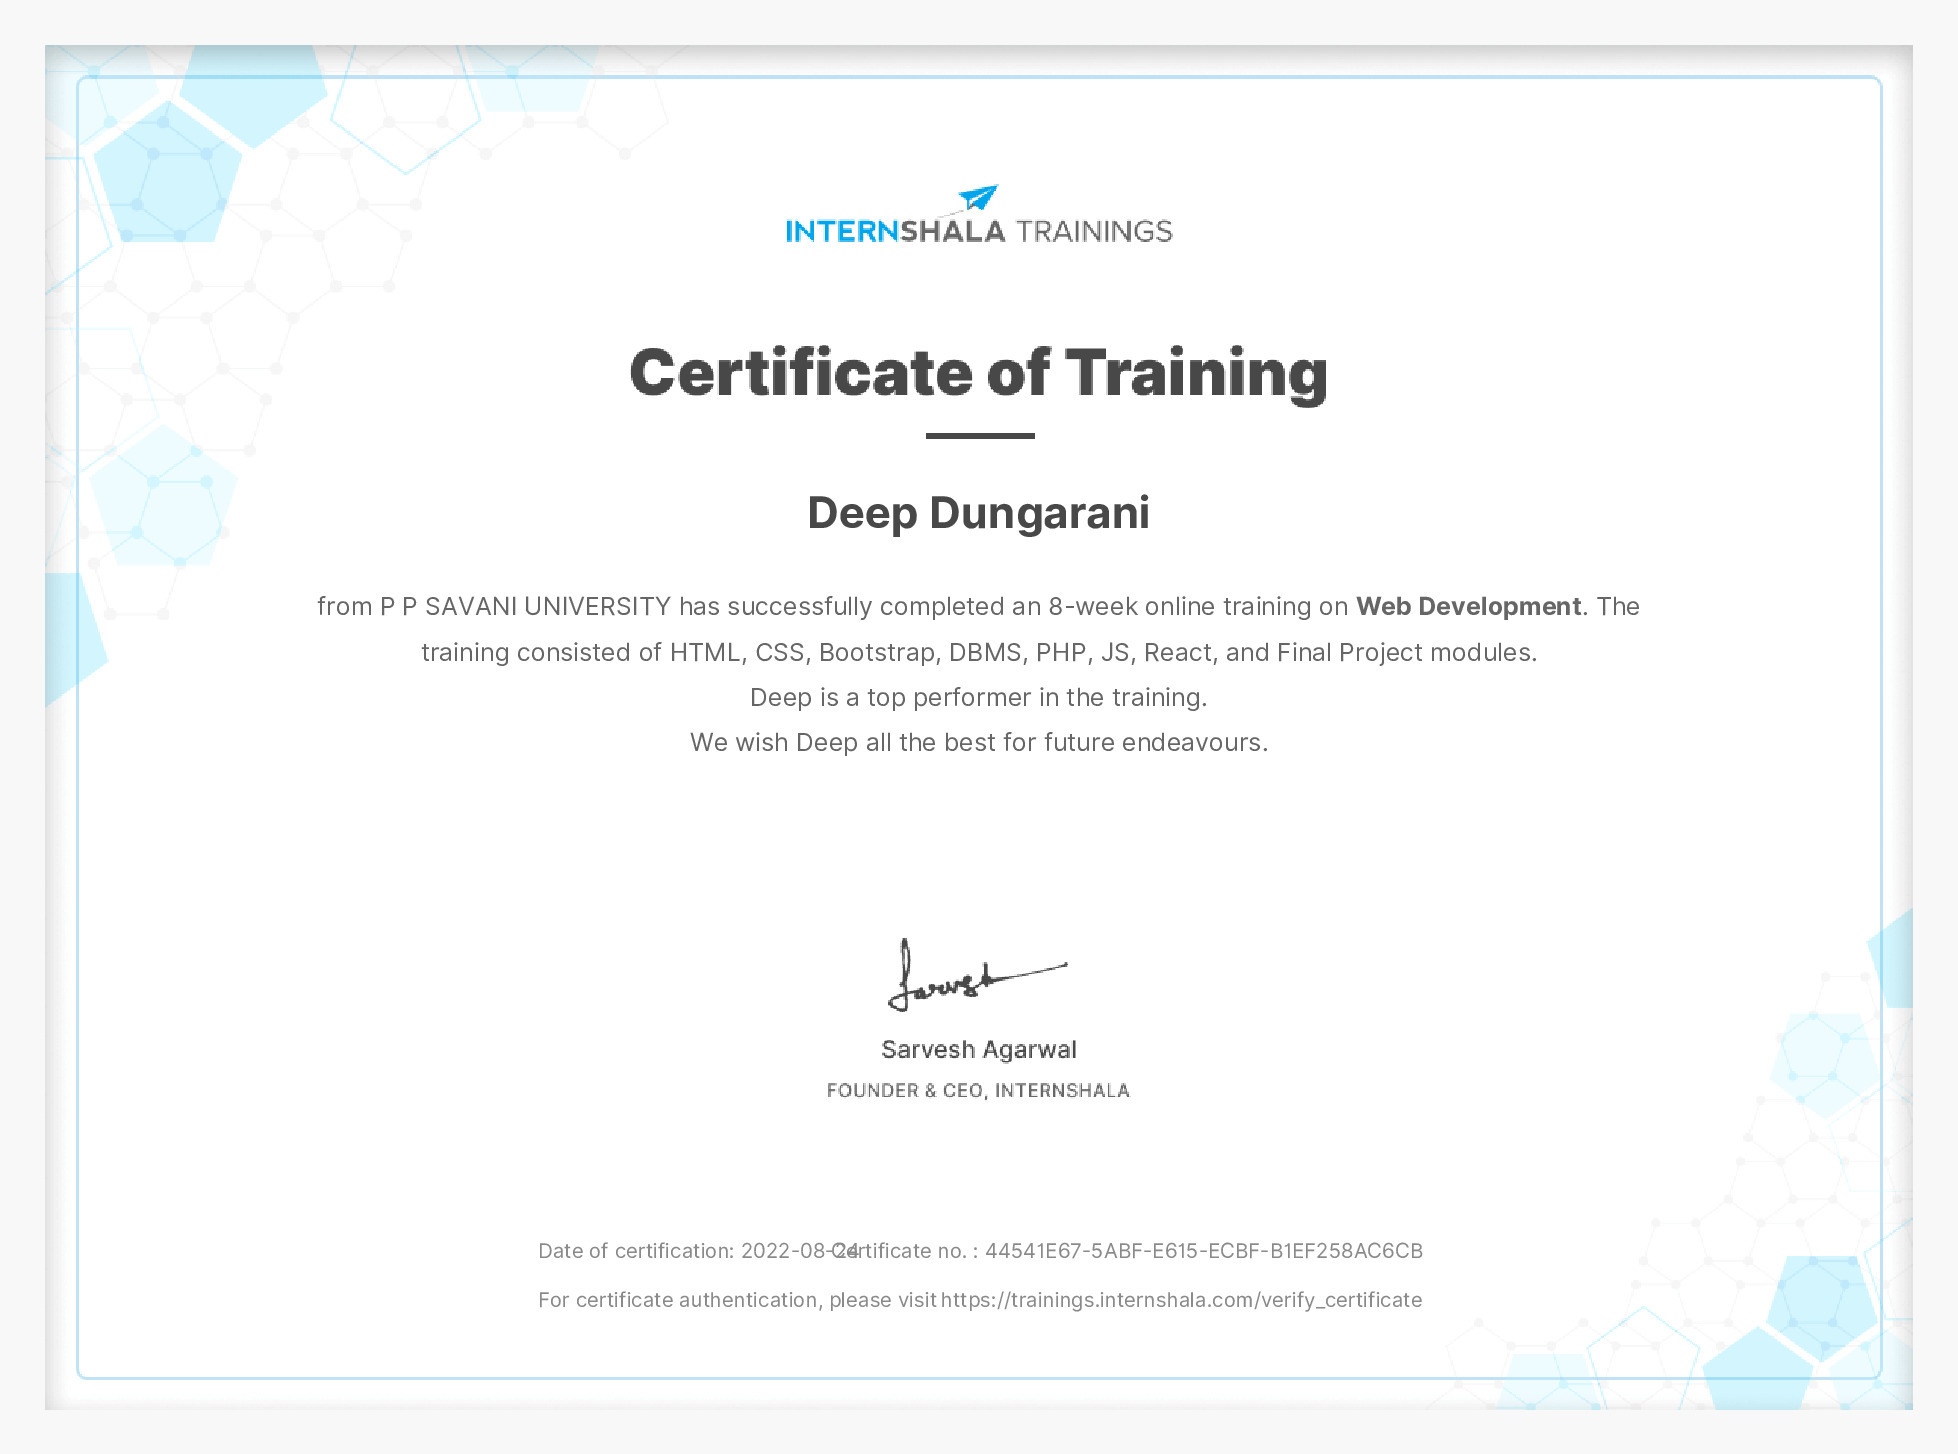 INTERNSHALA TRAININGS
Certificate of Training
Deep Dungarani
from P P SAVANI UNIVERSITY has successfully completed an 8-week online training on Web Development. The
training consisted of HTML, CSS, Bootstrap, DBMS, PHP, JS, React, and Final Project modules.
Deep is a top performer in the training.
We wish Deep all the best for future endeavours.
Sarvesh
Sarvesh Agarwal
FOUNDER & CEO, INTERNSHALA
Date of certification: 2022-08-24 Certificate no. : 44541E67-5ABF-E615-ECBF-B1EF258AC6CB
For certificate authentication, please visit https://trainings.internshala.com/verify_certificate